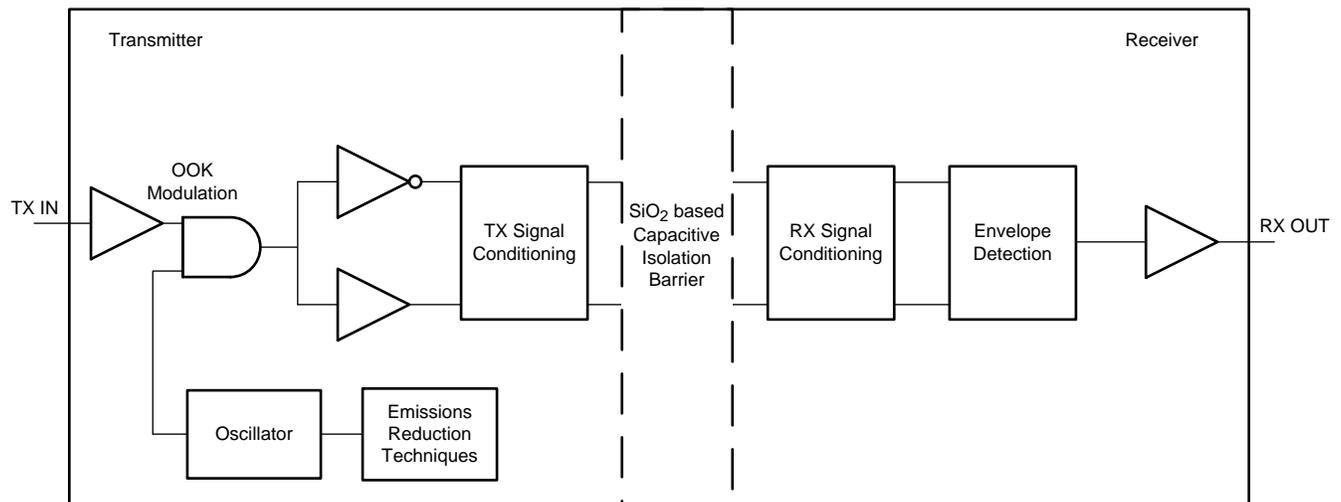 Transmitter
Receiver
OOK
Modulation
TX IN
TX Signal
Conditioning
SiO2 based
Capacitive
Isolation
Barrier
RX Signal
Conditioning
Envelope
Detection
RX OUT
Oscillator
Emissions
Reduction
Techniques